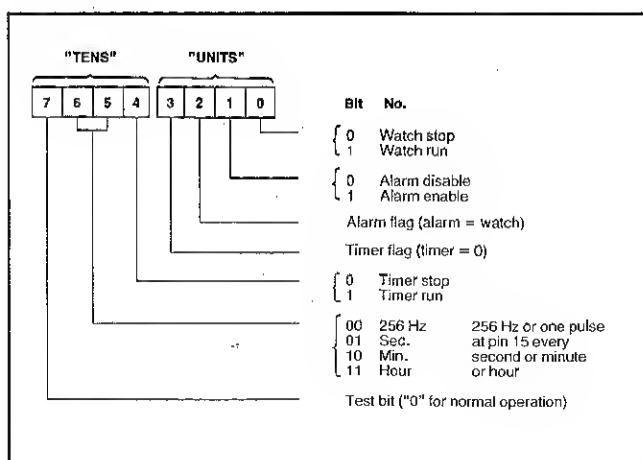 "TENS" "UNITS"
7 6 5 4 3 2 1 0
Bit No.
0 Watch stop
1 Watch run
0 Alarm disable
1 Alarm enable
Alarm flag (alarm = watch)
Timer flag (timer = 0)
0 Timer stop
1 Timer run
00 256 Hz 256 Hz or one pulse
01 Sec. at pin 15 every
10 Min. second or minute
11 Hour or hour
Test bit ("0" for normal operation)